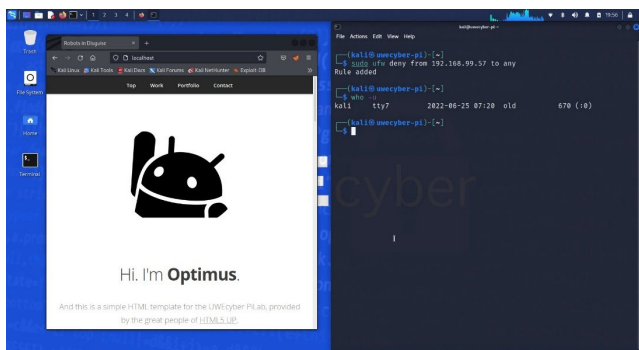 1 2 3 4
19:56
Trash
File System
Home
Terminal
Robots in Disguise
localhost
Kali Linux Kali Tools Kali Docs Kali Forums Kali NetHunter Exploit-DB
Top Work Portfolio Contact
Hi. I'm Optimus.
And this is a simple HTML template for the UWEcyber PiLab, provided
by the great people of HTML5 UP.
kali@uwecyber-pi:~
File Actions Edit View Help
┌──(kali㉿uwecyber-pi)-[~]
└─$ sudo ufw deny from 192.168.99.57 to any
Rule added
┌──(kali㉿uwecyber-pi)-[~]
└─$ who -u
kali tty7 2022-06-25 07:20 old 670 (:0)
┌──(kali㉿uwecyber-pi)-[~]
└─$
cyber